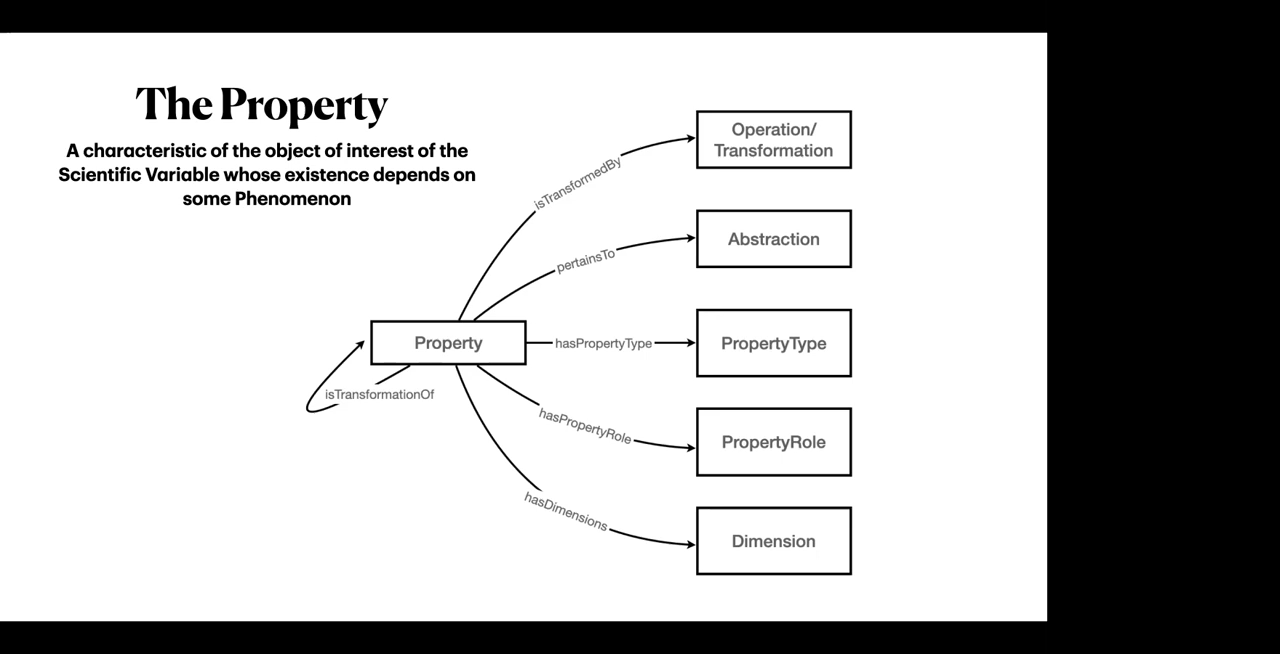 The Property
A characteristic of the object of interest of the
Scientific Variable whose existence depends on
some Phenomenon
Operation/
Transformation
isTransformedBy
Abstraction
pertainsTo
Property
hasPropertyType
PropertyType
isTransformationOf
hasPropertyRole
PropertyRole
hasDimensions
Dimension